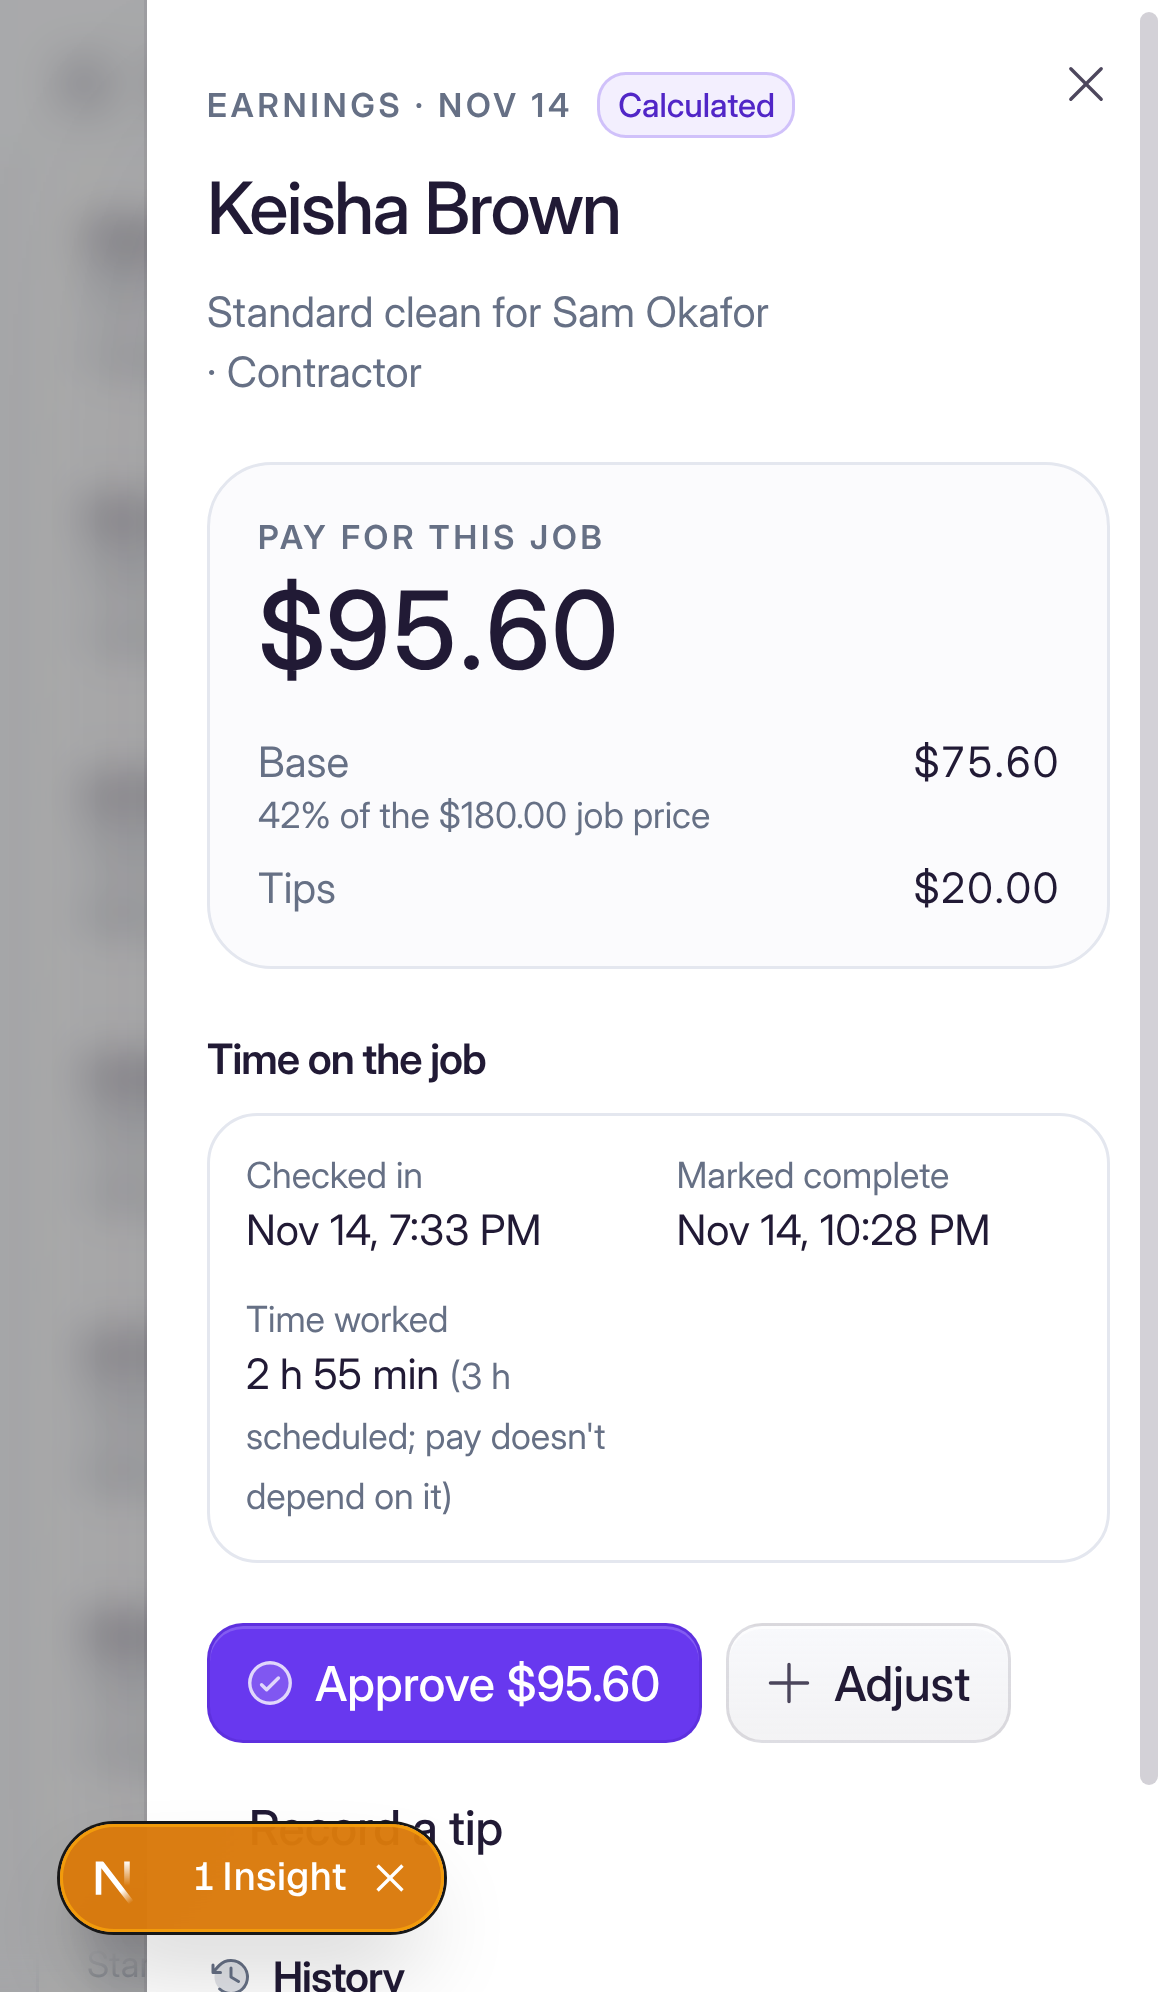 EARNINGS · NOV 14 Calculated
Keisha Brown
Standard clean for Sam Okafor
· Contractor
PAY FOR THIS JOB
$95.60
Base $75.60
42% of the $180.00 job price
Tips $20.00
Time on the job
Checked in Marked complete
Nov 14, 7:33 PM Nov 14, 10:28 PM
Time worked
2 h 55 min (3 h
scheduled; pay doesn't
depend on it)
Approve $95.60 Adjust
Record a tip
N 1 Insight
History